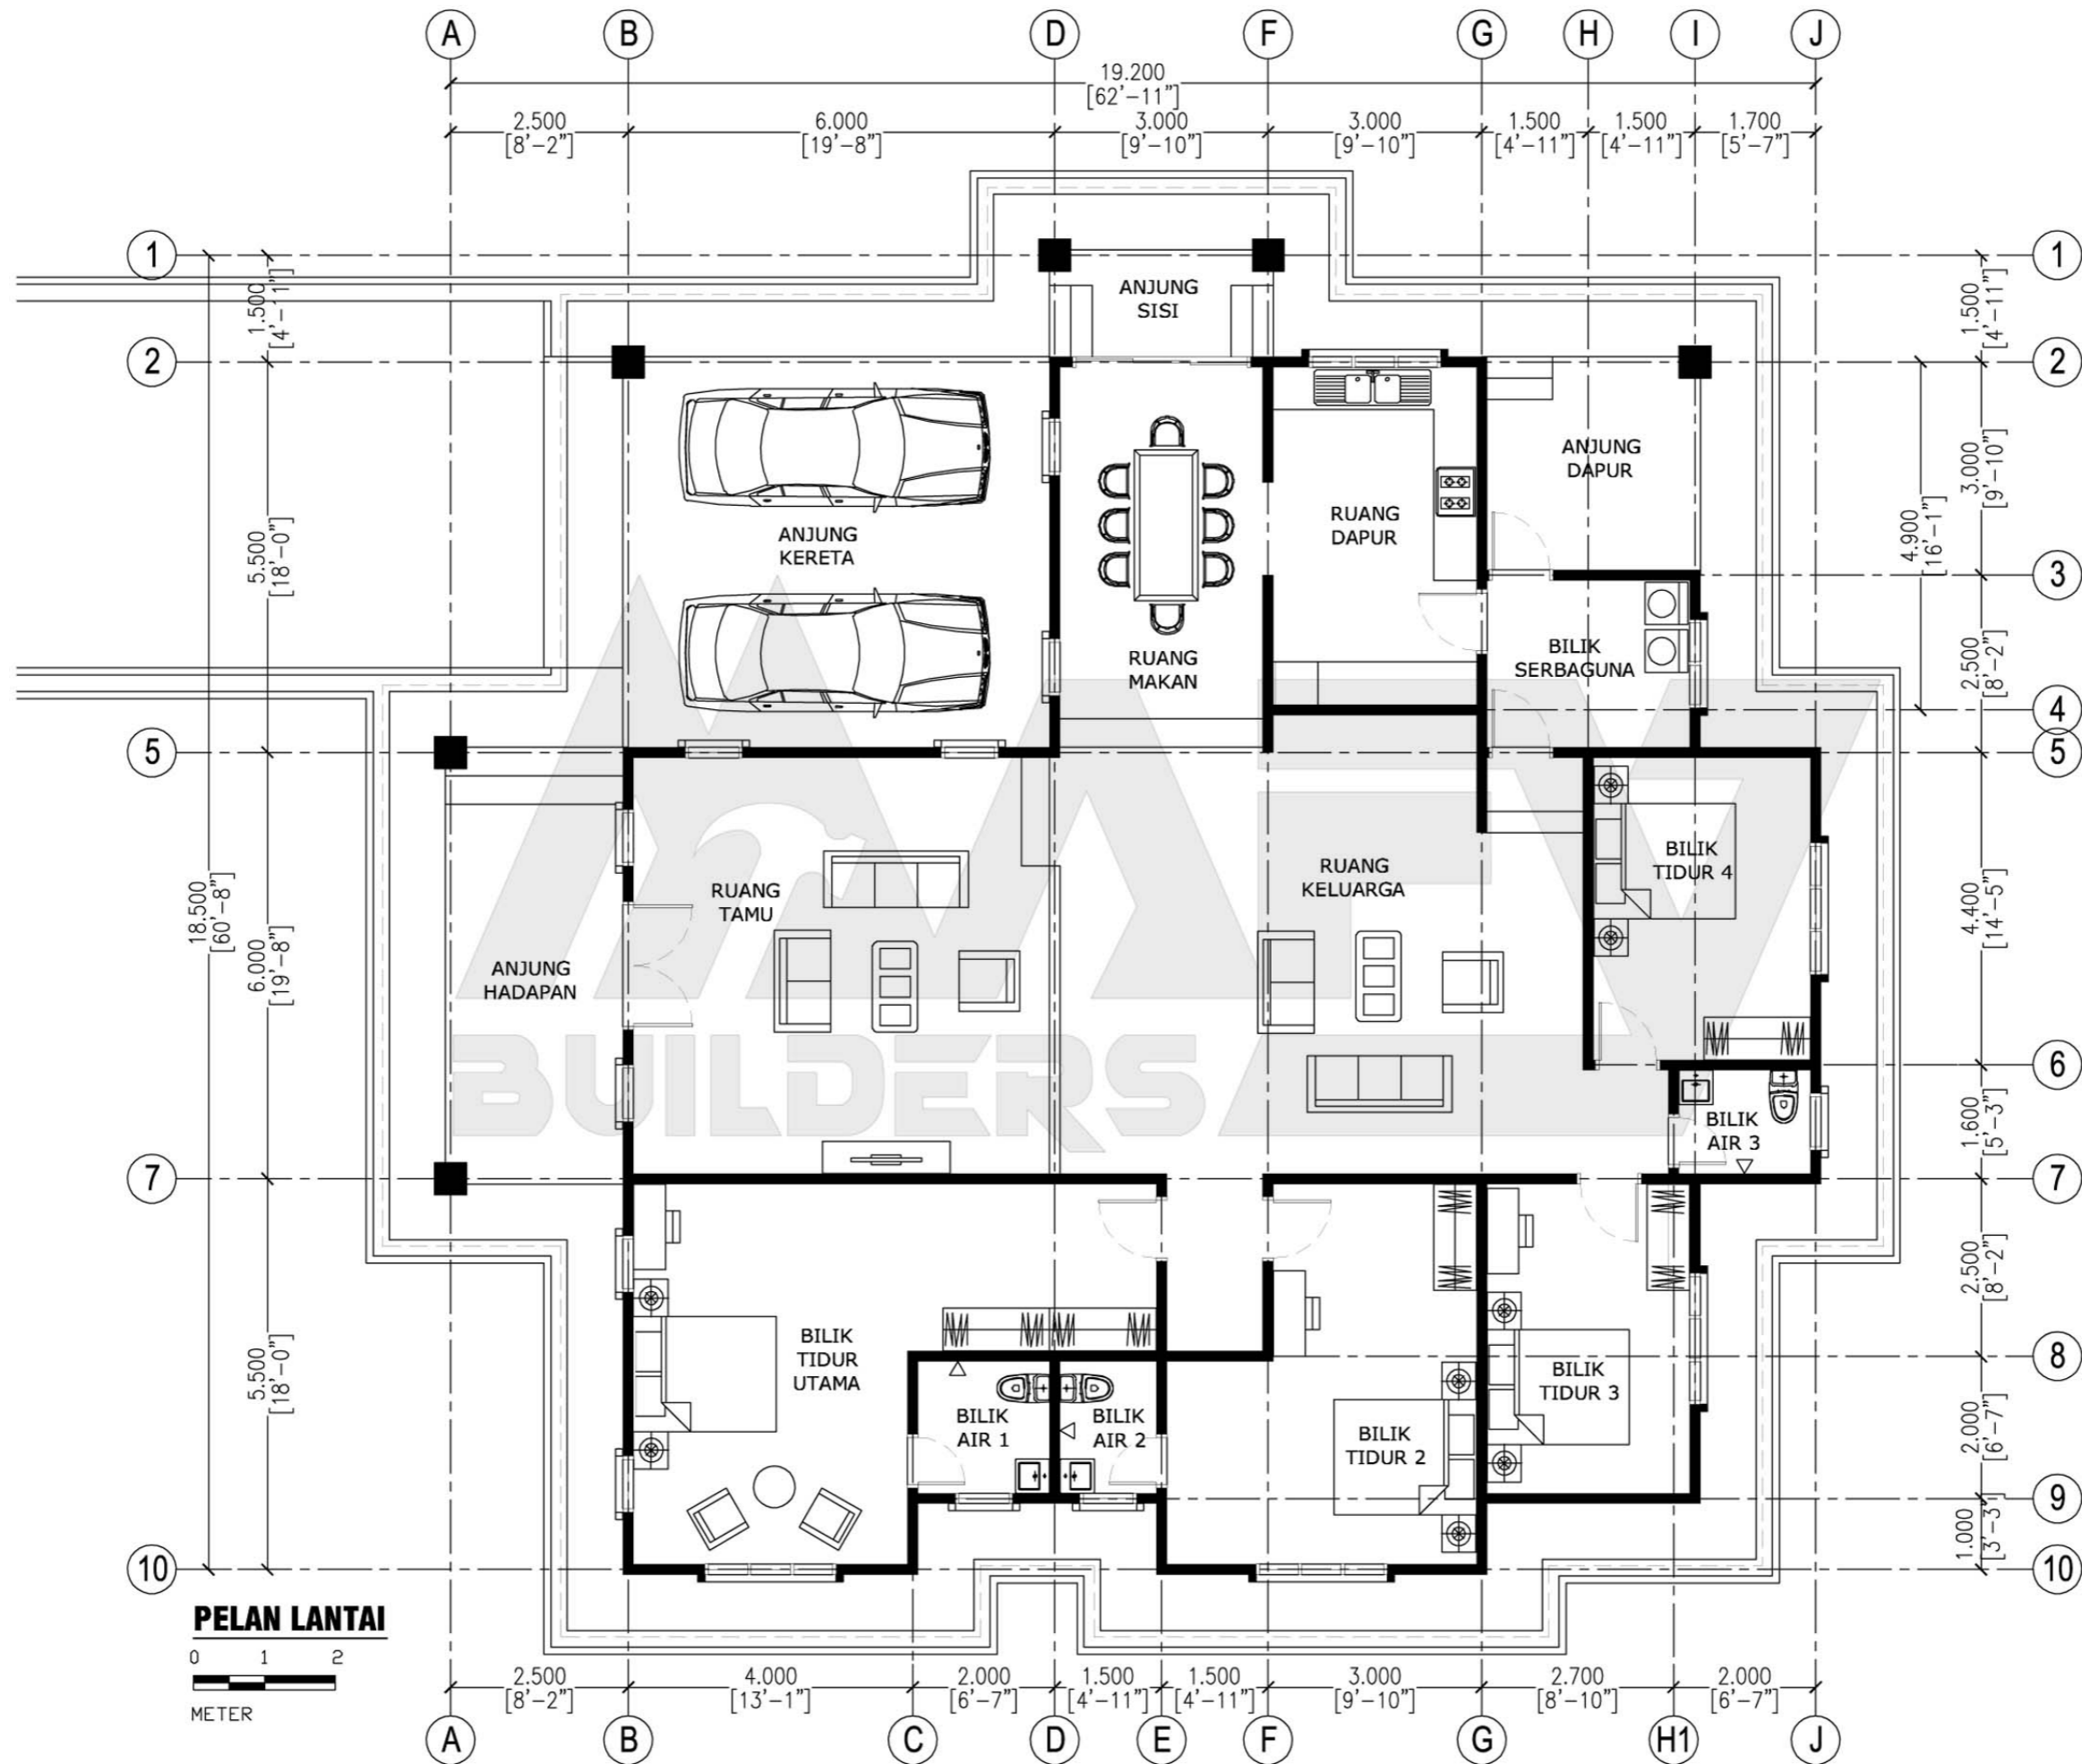 A B D F G H I J
19.200
[62'-11"]
2.500 6.000 3.000 3.000 1.500 1.500 1.700
[8'-2"] [19'-8"] [9'-10"] [9'-10"] [4'-11"] [4'-11"] [5'-7"]
1 1
1.500
[4'-11"]
1.500
[4'-11"]
ANJUNG
SISI
2 2
ANJUNG
DAPUR
3.000
[9'-10"]
4.900
[16'-1"]
5.500
[18'-0"]
ANJUNG
KERETA
RUANG
DAPUR
3
RUANG
MAKAN
BILIK
SERBAGUNA
2.500
[8'-2"]
4
5 5
RUANG
TAMU
RUANG
KELUARGA
BILIK
TIDUR 4
4.400
[14'-5"]
18.500
[60'-8"]
6.000
[19'-8"]
ANJUNG
HADAPAN
BUILDERS
6
BILIK
AIR 3
1.600
[5'-3"]
7 7
2.500
[8'-2"]
5.500
[18'-0"]
BILIK
TIDUR
UTAMA
8
BILIK
TIDUR 3
BILIK
AIR 1
BILIK
AIR 2
BILIK
TIDUR 2
2.000
[6'-7"]
9
1.000
[3'-3"
10 10
PELAN LANTAI
0 1 2
METER
2.500 4.000 2.000 1.500 1.500 3.000 2.700 2.000
[8'-2"] [13'-1"] [6'-7"] [4'-11"] [4'-11"] [9'-10"] [8'-10"] [6'-7"]
A B C D E F G H1 J